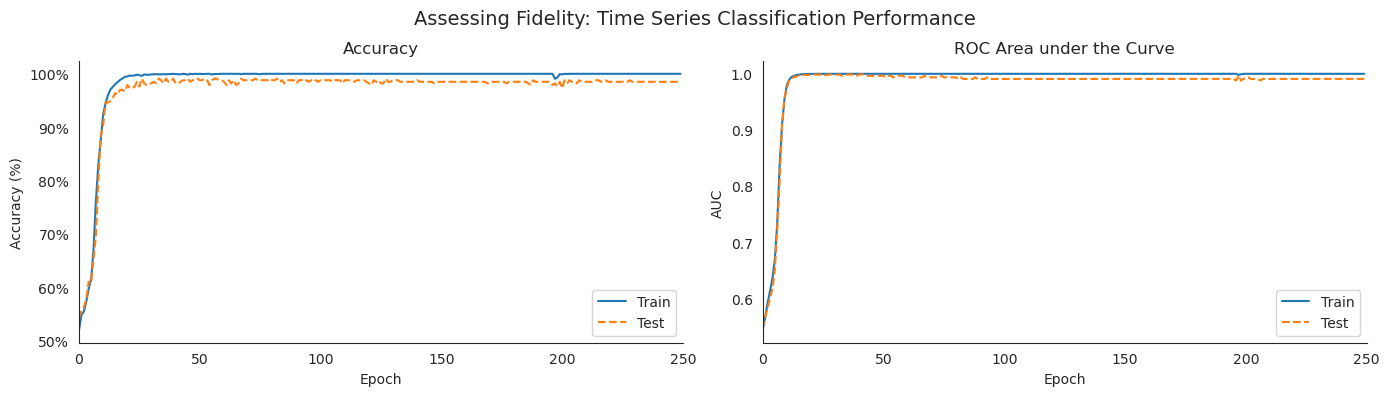 Assessing Fidelity: Time Series Classification Performance
Accuracy
100%
90%
80%
70%
60%
50%
Accuracy (%)
0 50 100 150 200 250
Epoch
Train
Test
ROC Area under the Curve
1.0
0.9
0.8
0.7
0.6
AUC
0 50 100 150 200 250
Epoch
Train
Test